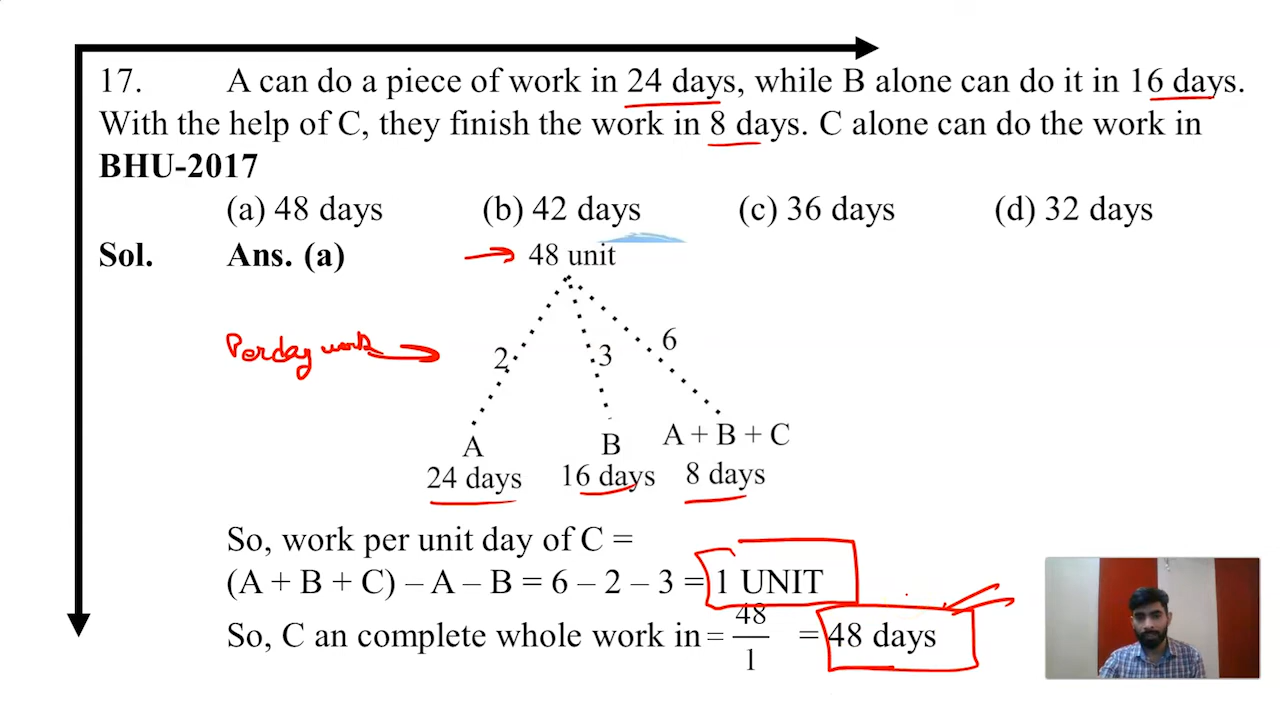 17. A can do a piece of work in 24 days, while B alone can do it in 16 days.
With the help of C, they finish the work in 8 days. C alone can do the work in
BHU-2017
(a) 48 days (b) 42 days (c) 36 days (d) 32 days
Sol. Ans. (a) 48 unit
Perday work
2 3 6
A B A + B + C
24 days 16 days 8 days
So, work per unit day of C =
(A + B + C) – A – B = 6 – 2 – 3 = 1 UNIT
So, C an complete whole work in = 48/1 = 48 days